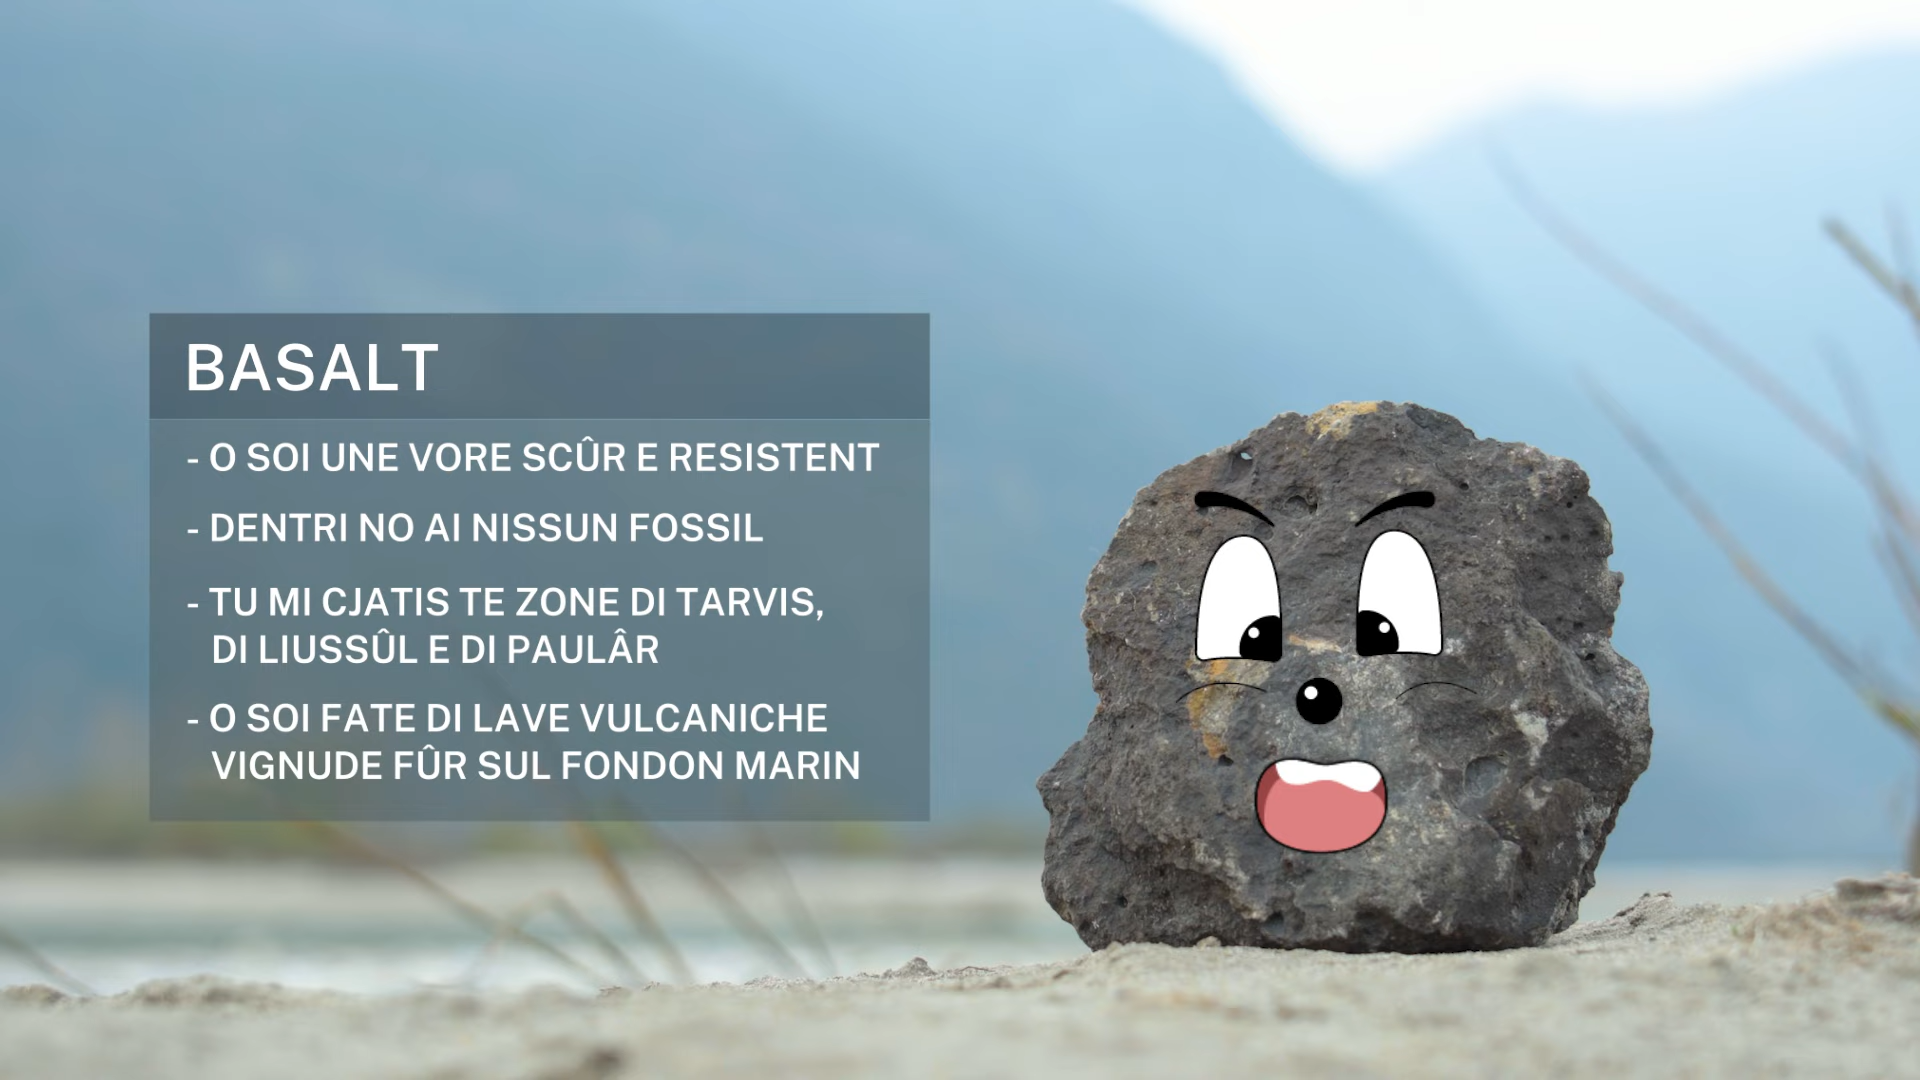 BASALT
- O SOI UNE VORE SCÛR E RESISTENT
- DENTRI NO AI NISSUN FOSSIL
- TU MI CJATIS TE ZONE DI TARVIS,
DI LIUSSÛL E DI PAULÂR
- O SOI FATE DI LAVE VULCANICHE
VIGNUDE FÛR SUL FONDON MARIN